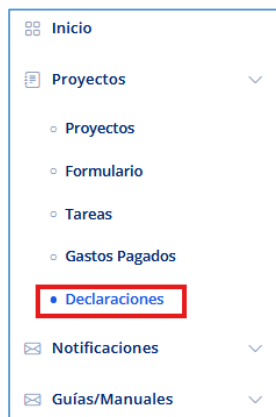 Inicio
Proyectos
Proyectos
Formulario
Tareas
Gastos Pagados
Declaraciones
Notificaciones
Guías/Manuales